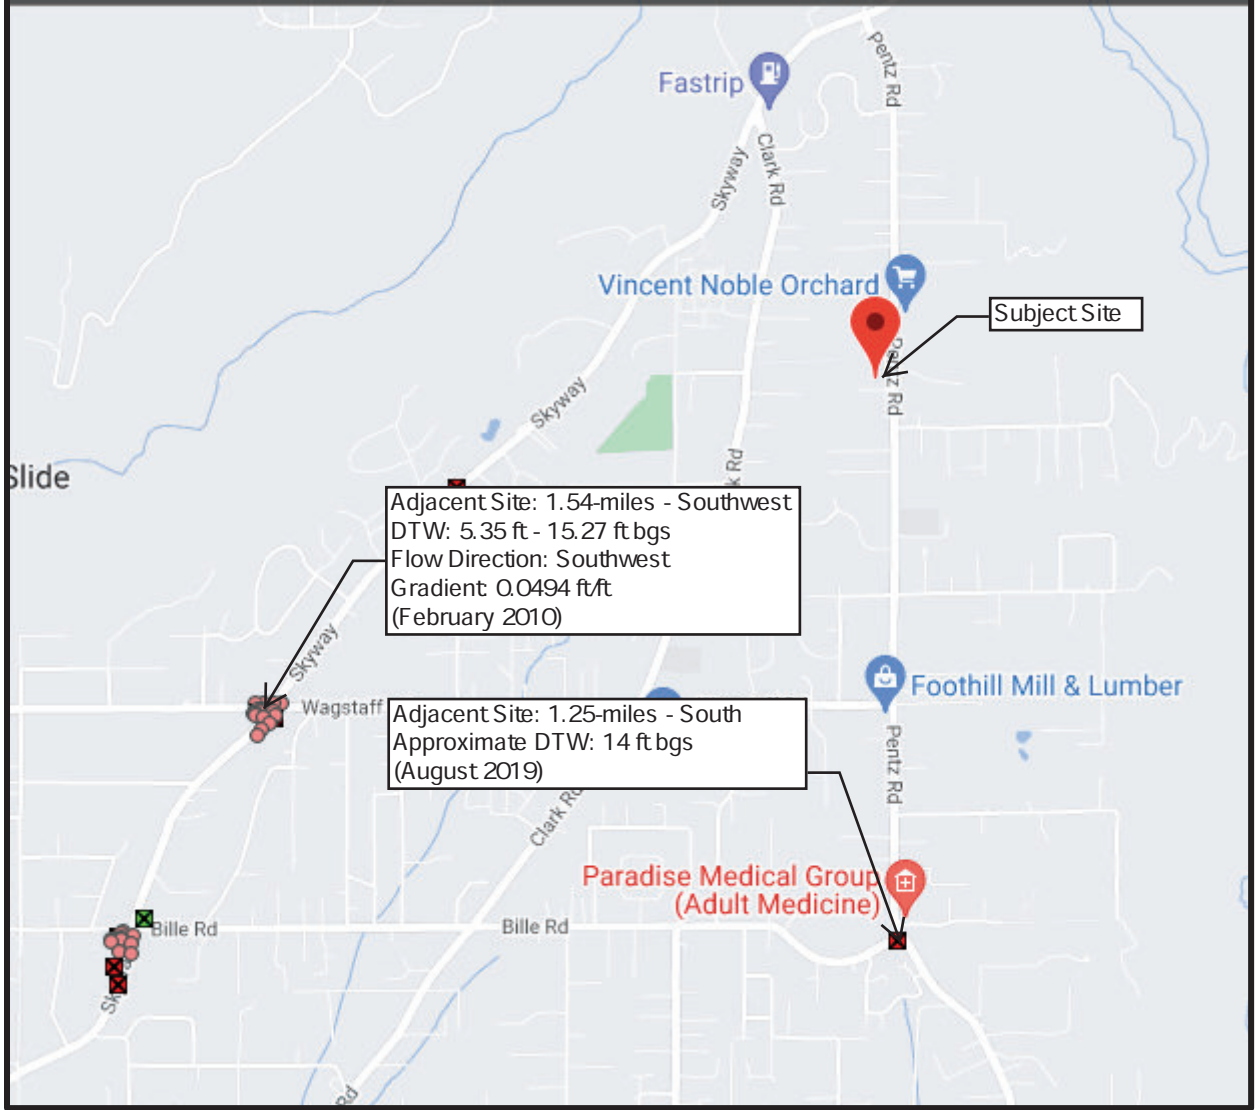 Pentz Rd
Fastrip
Clark Rd
Skyway
Vincent Noble Orchard
Subject Site
Pentz Rd
Skyway
Slide
k Rd
Adjacent Site: 1.54-miles - Southwest
DTW: 5.35 ft - 15.27 ft bgs
Flow Direction: Southwest
Gradient: 0.0494 ft/ft
(February 2010)
Skyway
Foothill Mill & Lumber
Wagstaff
Adjacent Site: 1.25-miles - South
Approximate DTW: 14 ft bgs
(August 2019)
Pentz Rd
Clark Rd
Paradise Medical Group
(Adult Medicine)
Bille Rd
Bille Rd
Sk
Rd